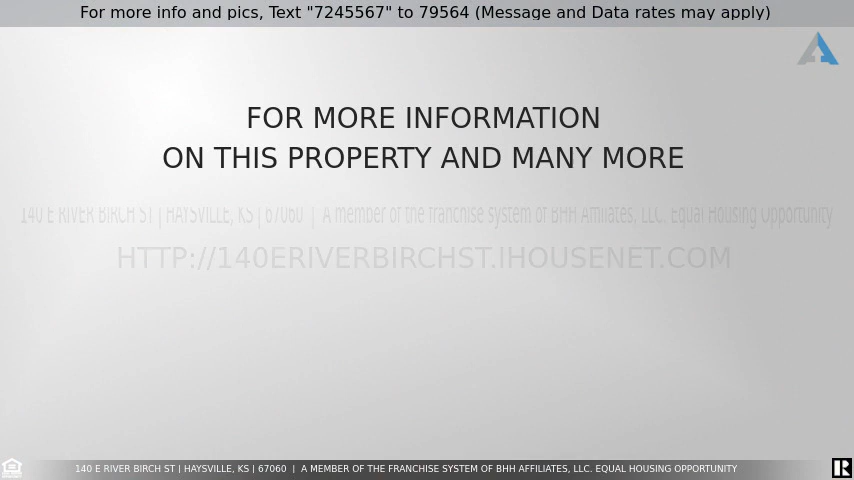 For more info and pics, Text "7245567" to 79564 (Message and Data rates may apply)
FOR MORE INFORMATION
ON THIS PROPERTY AND MANY MORE
140 E RIVER BIRCH ST | HAYSVILLE, KS | 67060 | A member of the franchise system of BHH Affiliates, LLC. Equal Housing Opportunity
HTTP://140ERIVERBIRCHST.IHOUSENET.COM
140 E RIVER BIRCH ST | HAYSVILLE, KS | 67060 | A MEMBER OF THE FRANCHISE SYSTEM OF BHH AFFILIATES, LLC. EQUAL HOUSING OPPORTUNITY